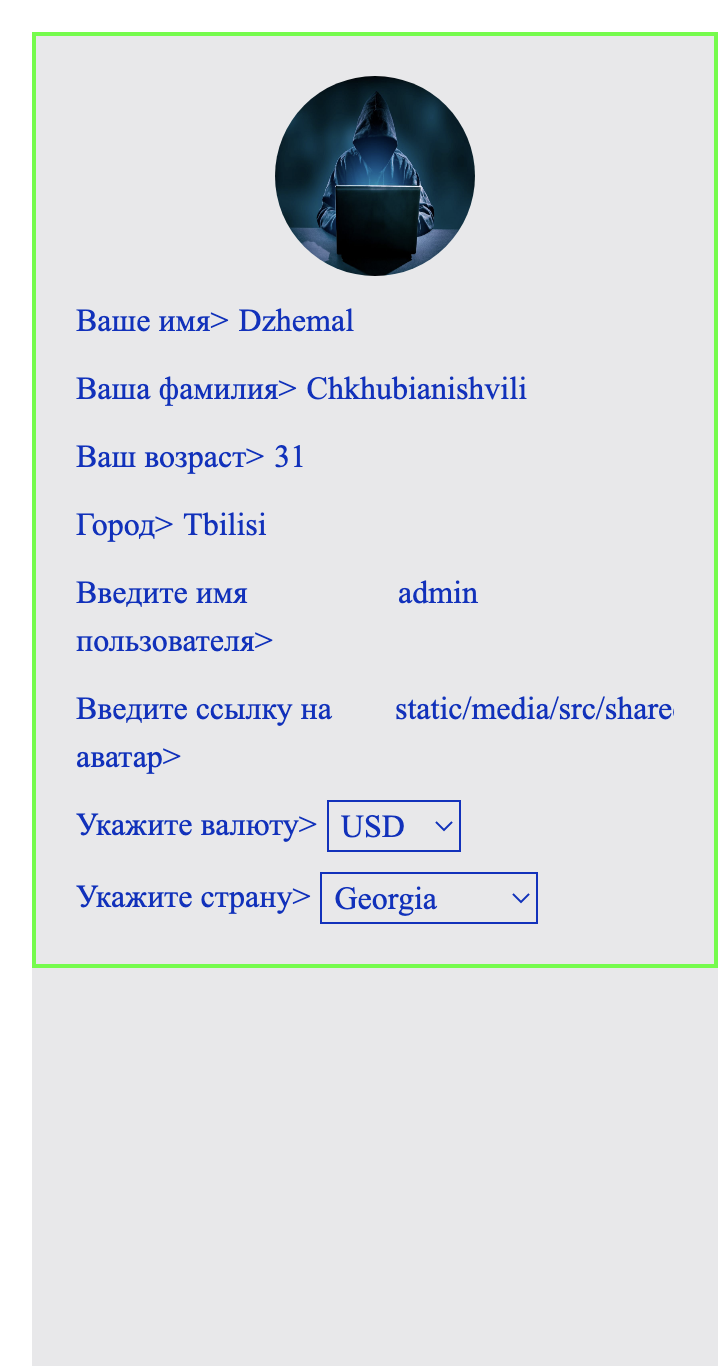 Ваше имя> Dzhemal
Ваша фамилия> Chkhubianishvili
Ваш возраст> 31
Город> Tbilisi
Введите имя admin
пользователя>
Введите ссылку на static/media/src/share
аватар>
Укажите валюту> USD
Укажите страну> Georgia